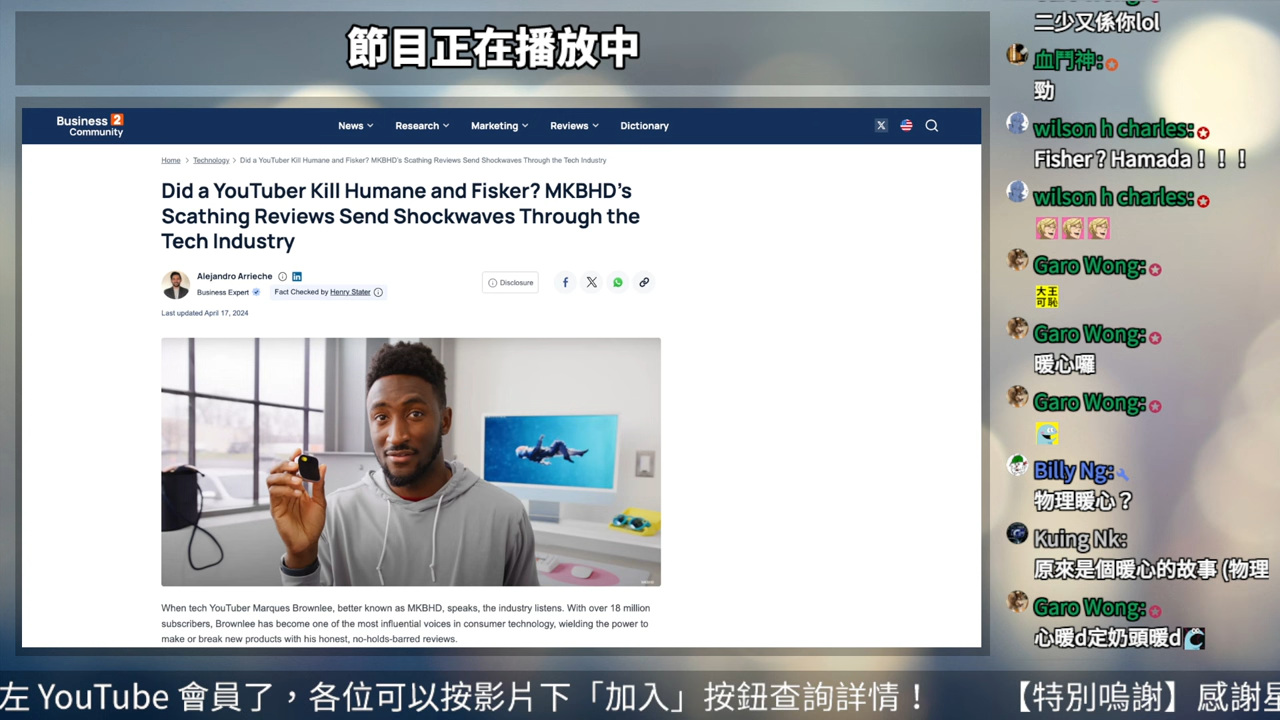 節目正在播放中
Business 2
Community
News
Research
Marketing
Reviews
Dictionary
Home > Technology > Did a YouTuber Kill Humane and Fisker? MKBHD's Scathing Reviews Send Shockwaves Through the Tech Industry
Did a YouTuber Kill Humane and Fisker? MKBHD's
Scathing Reviews Send Shockwaves Through the
Tech Industry
Alejandro Arrieche
Business Expert
Fact Checked by Henry Stater
Disclosure
Last updated April 17, 2024
When tech YouTuber Marques Brownlee, better known as MKBHD, speaks, the industry listens. With over 18 million
subscribers, Brownlee has become one of the most influential voices in consumer technology, wielding the power to
make or break new products with his honest, no-holds-barred reviews.
二少又係你lol
血鬥神:
勁
wilson h charles:
Fisher？Hamada！！！
wilson h charles:
Garo Wong:
大王
可恥
Garo Wong:
暖心囉
Garo Wong:
Billy Ng:
物理暖心？
Kuing Nk:
原來是個暖心的故事 (物理
Garo Wong:
心暖d定奶頭暖d
左 YouTube 會員了，各位可以按影片下「加入」按鈕查詢詳情！
【特別嗚謝】感謝星